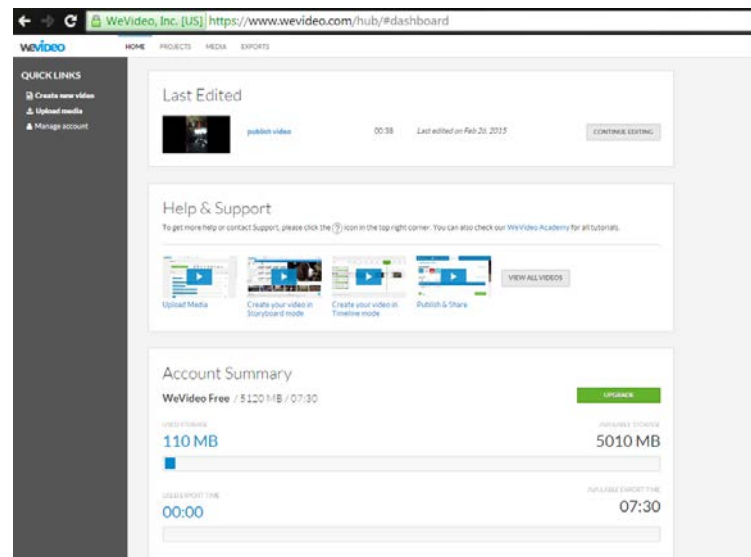 WeVideo, Inc. [US] https://www.wevideo.com/hub/#dashboard
WeVIDEO HOME PROJECTS MEDIA EXPORTS
QUICK LINKS
Create new video
Upload media
Manage account
Last Edited
publish video 00:38 Last edited on Feb 26, 2015 CONTINUE EDITING
Help & Support
To get more help or contact Support, please click the ? icon in the top right corner. You can also check our WeVideo Academy for all tutorials.
Upload Media
Create your video in
Storyboard mode
Create your video in
Timeline mode
Publish & Share
VIEW ALL VIDEOS
Account Summary
WeVideo Free / 5120 MB / 07:30 UPGRADE
USED STORAGE AVAILABLE STORAGE
110 MB 5010 MB
USED EXPORT TIME AVAILABLE EXPORT TIME
00:00 07:30